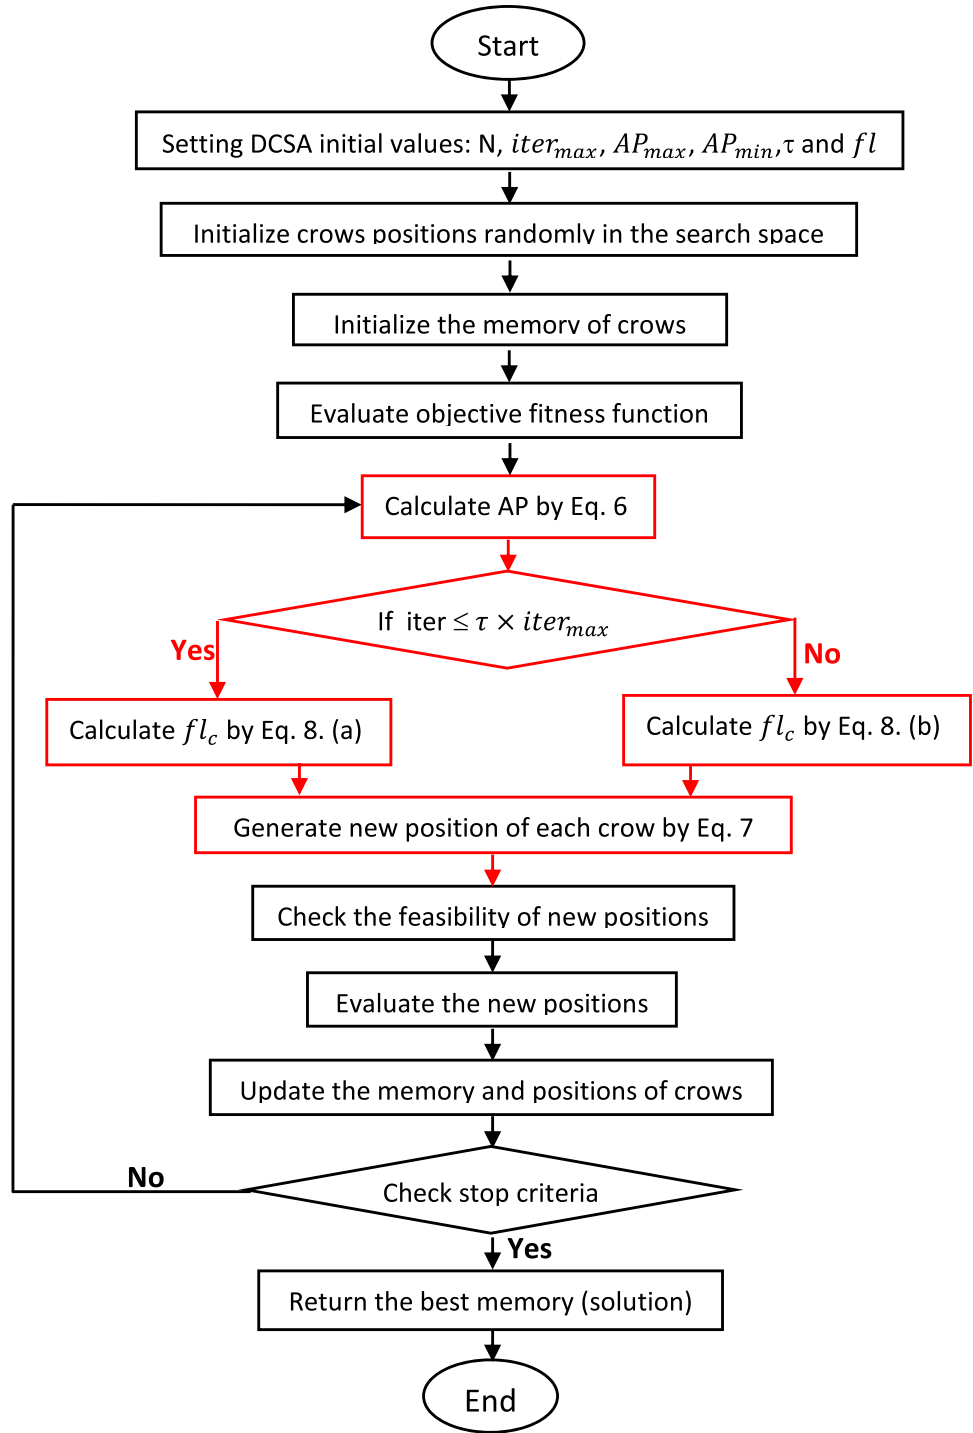 Start
Setting DCSA initial values: N, iter_max, AP_max, AP_min,τ and fl
Initialize crows positions randomly in the search space
Initialize the memory of crows
Evaluate objective fitness function
Calculate AP by Eq. 6
If iter ≤ τ × iter_max
Yes
No
Calculate fl_c by Eq. 8. (a)
Calculate fl_c by Eq. 8. (b)
Generate new position of each crow by Eq. 7
Check the feasibility of new positions
Evaluate the new positions
Update the memory and positions of crows
No
Check stop criteria
Yes
Return the best memory (solution)
End